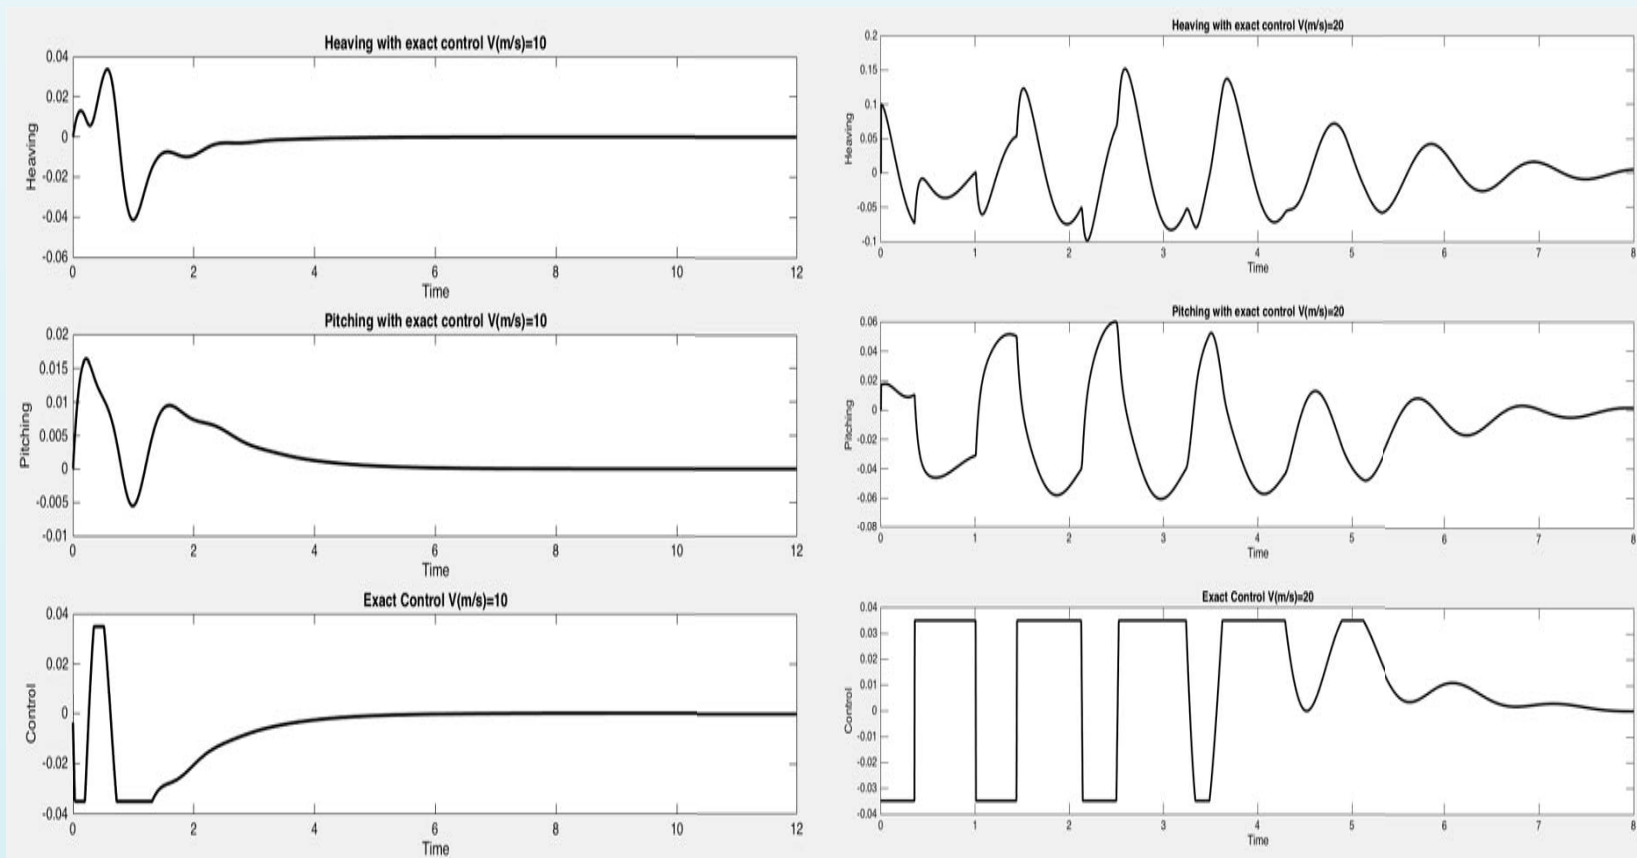 Heaving with exact control V(m/s)=10
0.04
0.02
0
-0.02
-0.04
-0.06
Heaving
0 2 4 6 8 10 12
Time
Pitching with exact control V(m/s)=10
0.02
0.015
0.01
0.005
0
-0.005
-0.01
Pitching
0 2 4 6 8 10 12
Time
Exact Control V(m/s)=10
0.04
0.02
0
-0.02
-0.04
Control
0 2 4 6 8 10 12
Time
Heaving with exact control V(m/s)=20
0.2
0.15
0.1
0.05
0
-0.05
-0.1
Heaving
0 1 2 3 4 5 6 7 8
Time
Pitching with exact control V(m/s)=20
0.06
0.04
0.02
0
-0.02
-0.04
-0.06
-0.08
Pitching
0 1 2 3 4 5 6 7 8
Time
Exact Control V(m/s)=20
0.04
0.03
0.02
0.01
0
-0.01
-0.02
-0.03
-0.04
Control
0 1 2 3 4 5 6 7 8
Time